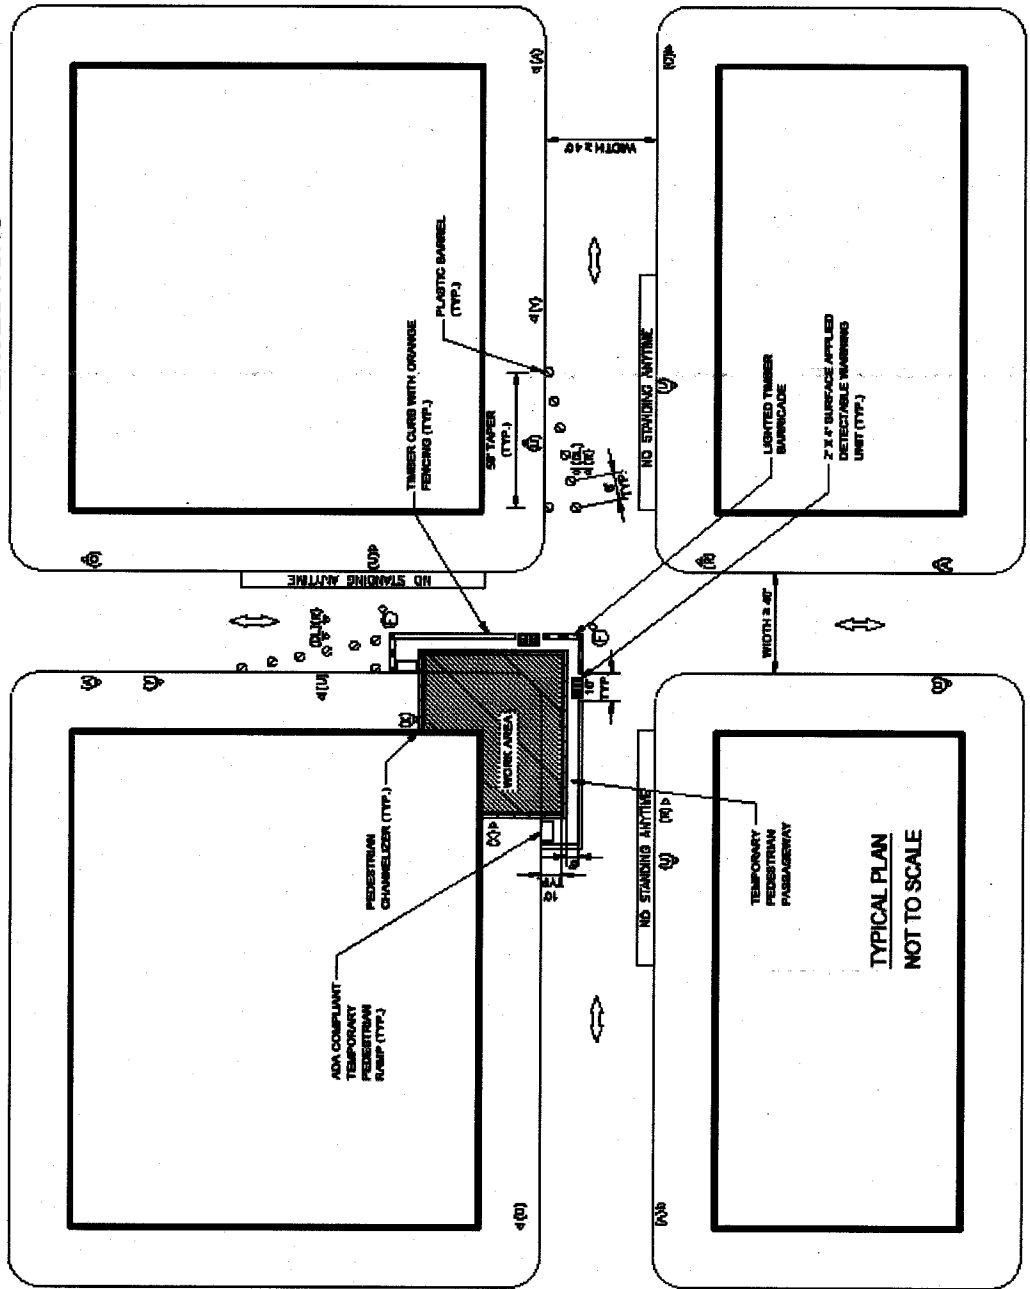 TIMBER CURB WITH ORANGE
FENCING (TYP.)
PLASTIC BARREL
(TYP.)
50' TAPER
(TYP.)
WIDTH ≥ 40'
NO STANDING ANYTIME
NO STANDING ANYTIME
LIGHTED TIMBER
BARRICADE
2' X 4' SURFACE APPLIED
DETECTABLE WARNING
UNIT (TYP.)
WIDTH ≥ 40'
WORK AREA
PEDESTRIAN
CHANNELIZER (TYP.)
ADA COMPLIANT
TEMPORARY
PEDESTRIAN
RAMP (TYP.)
10'
TYP
10'
TYP
NO STANDING ANYTIME
TEMPORARY
PEDESTRIAN
PASSAGEWAY
TYPICAL PLAN
NOT TO SCALE
(A)
(Y)
(U)
(A)
(Y)
(U)
(U)
(U)
(X)
(A)
(A)